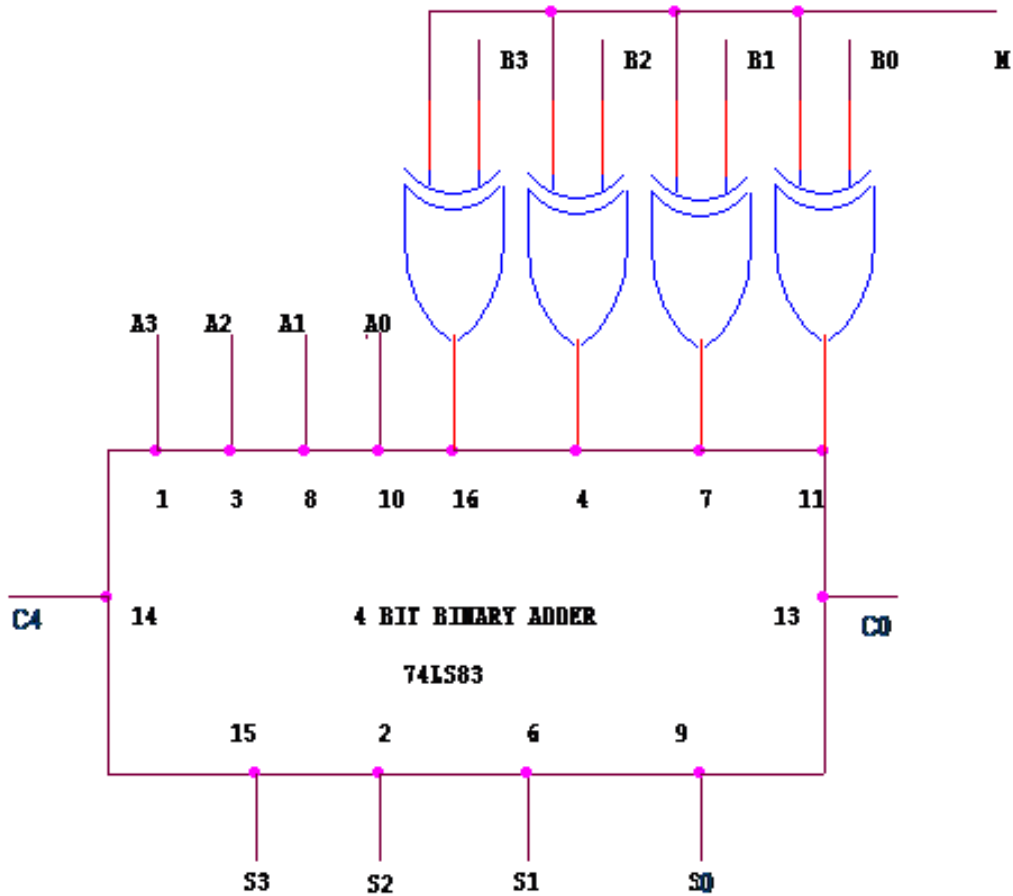 B3 B2 B1 B0 M
A3 A2 A1 A0
1 3 8 10 16 4 7 11
C4 14 4 BIT BINARY ADDER 13 C0
74LS83
15 2 6 9
S3 S2 S1 S0